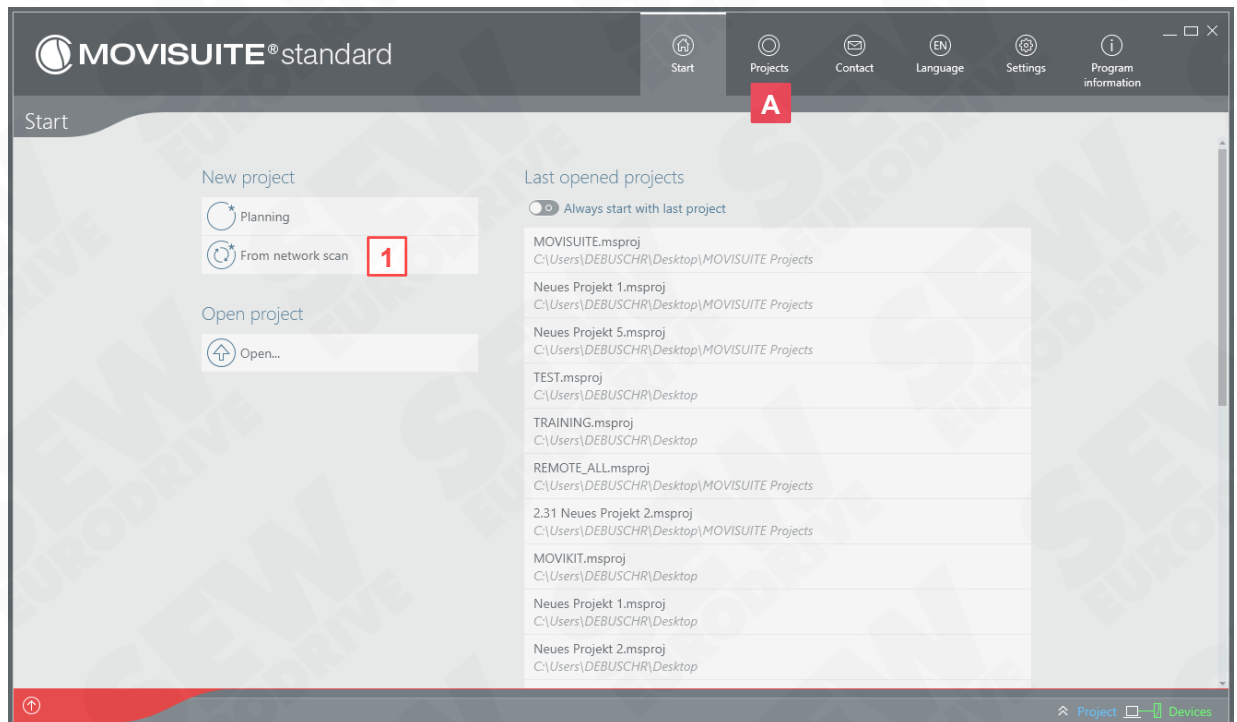 MOVISUITE® standard
Start
Projects
Contact
EN
Language
Settings
Program
information
A
Start
New project
Planning
From network scan
1
Open project
Open...
Last opened projects
Always start with last project
MOVISUITE.msproj
C:\Users\DEBUSCHR\Desktop\MOVISUITE Projects
Neues Projekt 1.msproj
C:\Users\DEBUSCHR\Desktop\MOVISUITE Projects
Neues Projekt 5.msproj
C:\Users\DEBUSCHR\Desktop\MOVISUITE Projects
TEST.msproj
C:\Users\DEBUSCHR\Desktop
TRAINING.msproj
C:\Users\DEBUSCHR\Desktop
REMOTE_ALL.msproj
C:\Users\DEBUSCHR\Desktop\MOVISUITE Projects
2.31 Neues Projekt 2.msproj
C:\Users\DEBUSCHR\Desktop\MOVISUITE Projects
MOVIKIT.msproj
C:\Users\DEBUSCHR\Desktop
Neues Projekt 1.msproj
C:\Users\DEBUSCHR\Desktop
Neues Projekt 2.msproj
C:\Users\DEBUSCHR\Desktop
Project
Devices
SEW
EURODRIVE